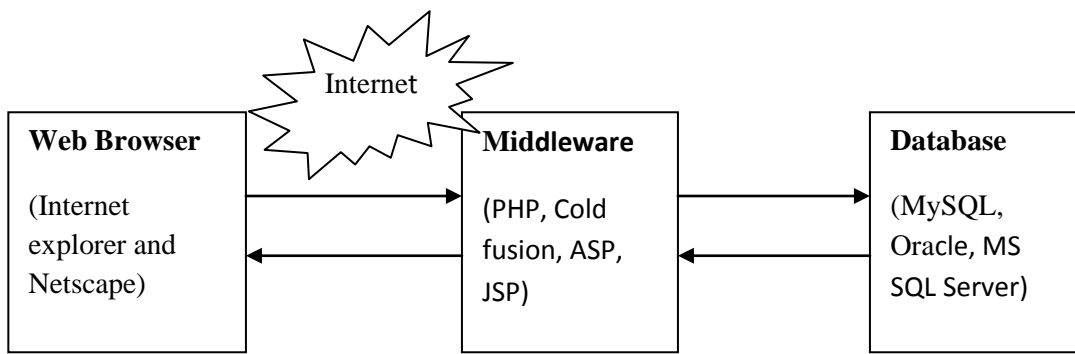 Internet
Web Browser
(Internet
explorer and
Netscape)
Middleware
(PHP, Cold
fusion, ASP,
JSP)
Database
(MySQL,
Oracle, MS
SQL Server)